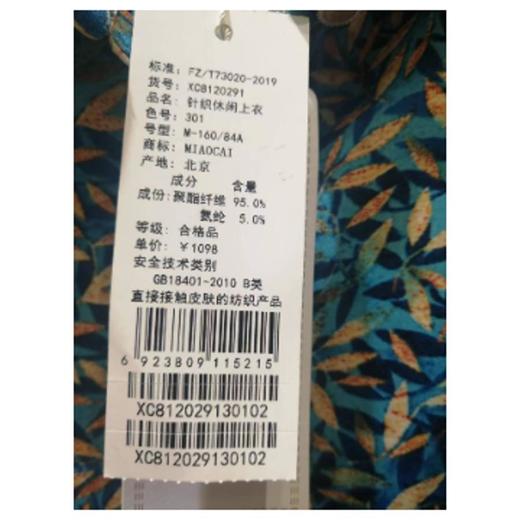 标准: FZ/T73020-2019
货号: XC8120291
品名: 针织休闲上衣
色号: 301
号型: M-160/84A
商标: MIAOCAI
产地: 北京
成分 含量
成份: 聚酯纤维 95.0%
氨纶 5.0%
等级: 合格品
单价: ¥1098
安全技术类别
GB18401-2010 B类
直接接触皮肤的纺织产品
6 923809 115215
XC812029130102
XC812029130102